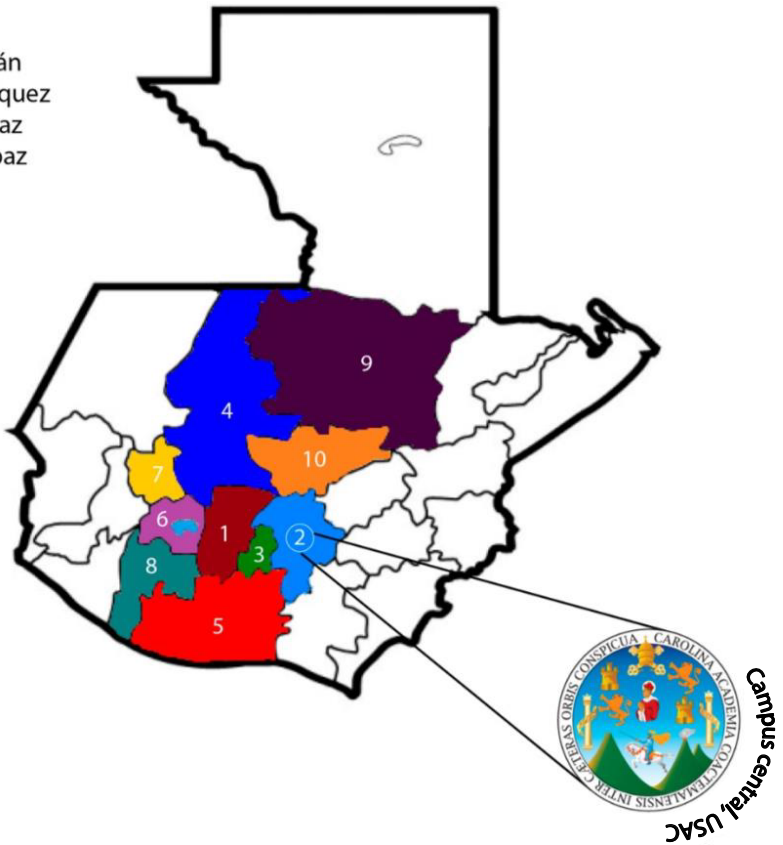 án
quez
az
paz
9
4
10
7
6
1
2
3
8
5
INTER CÆTERAS ORBIS CONSPICUA CAROLINA ACADEMIA COACTEMALENSIS
Campus central, USAC